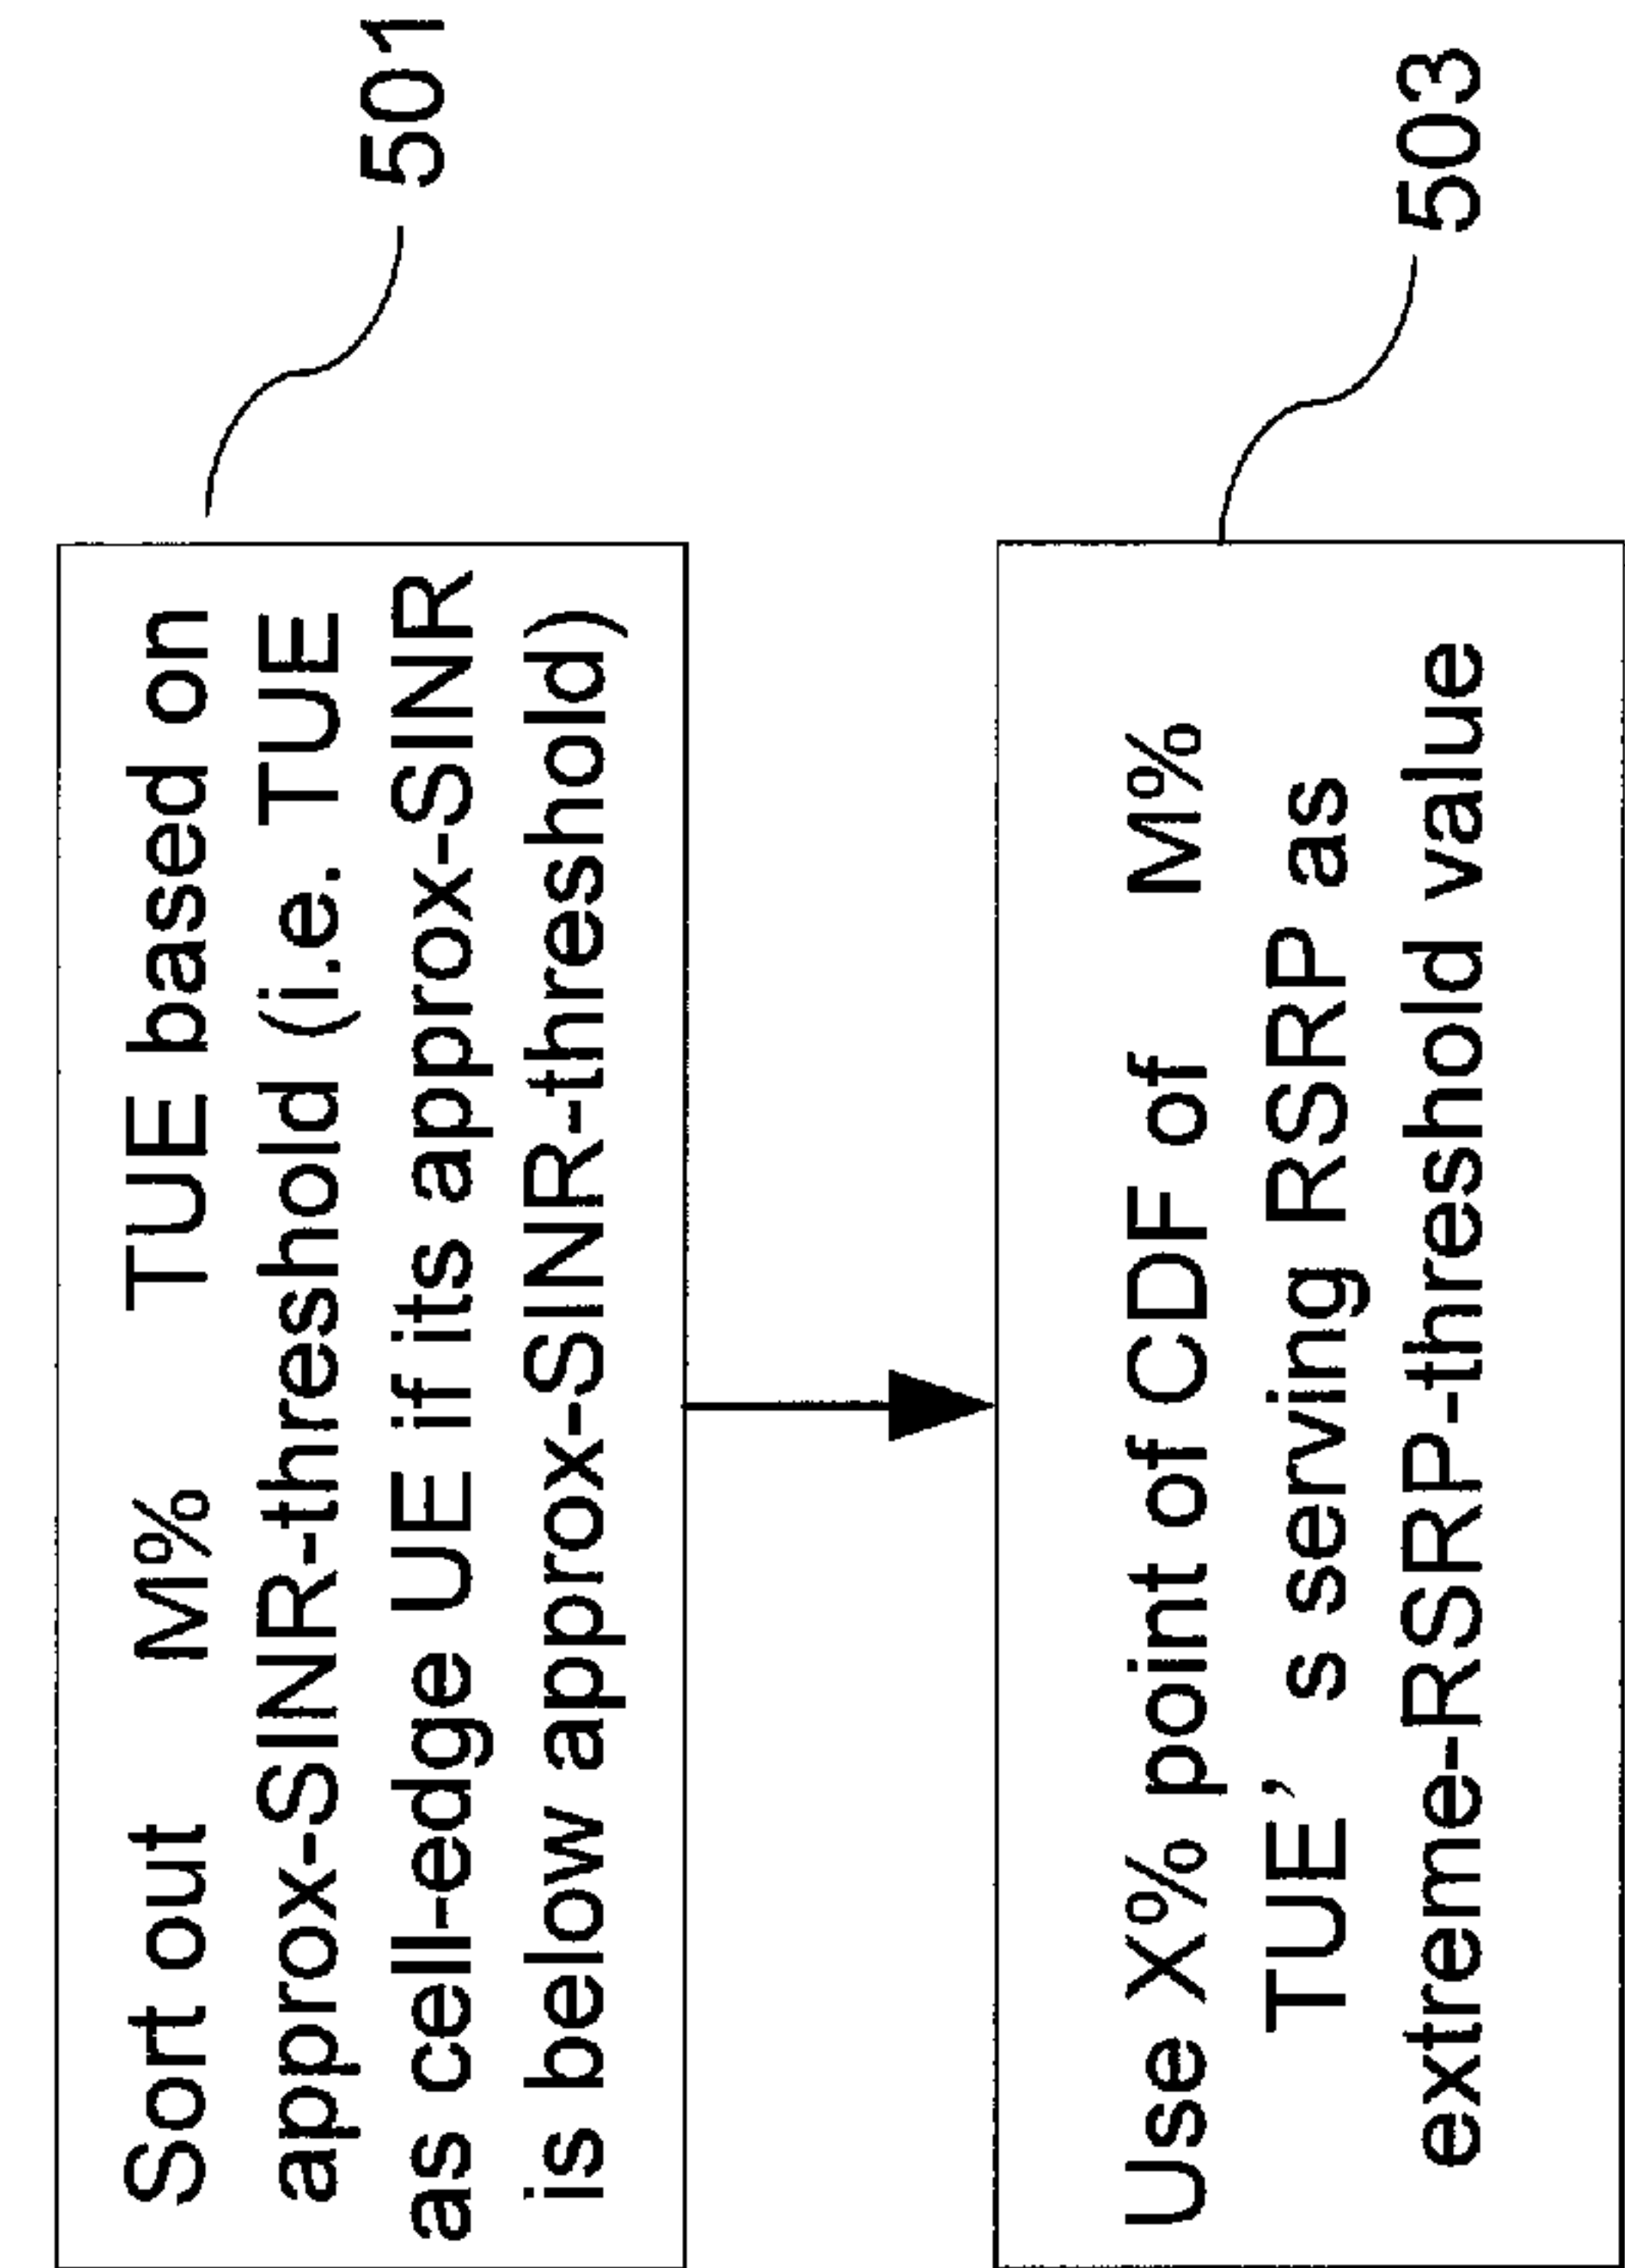 Sort out M% TUE based on
approx-SINR-threshold (i.e. TUE
as cell-edge UE if its approx-SINR
is below approx-SINR-threshold)
501
Use X% point of CDF of M%
TUE’ s serving RSRP as
extreme-RSRP-threshold value
503